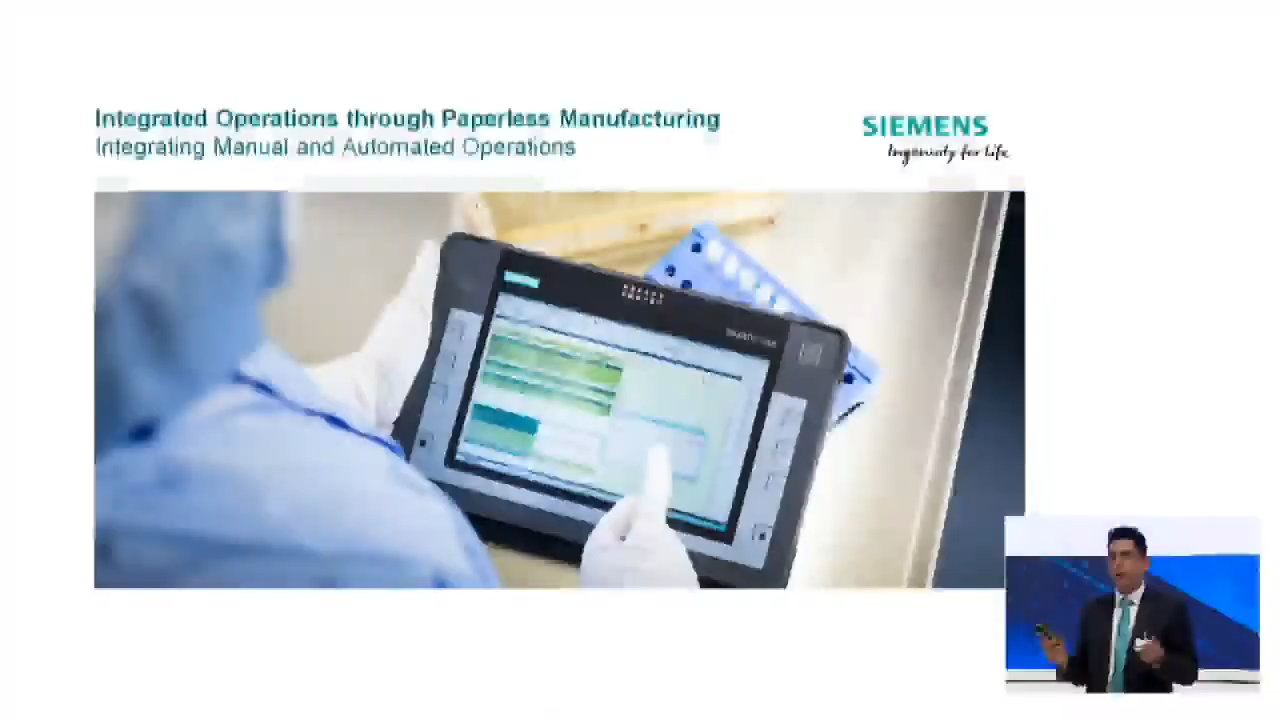 Integrated Operations through Paperless Manufacturing
Integrating Manual and Automated Operations
SIEMENS
Ingenuity for life